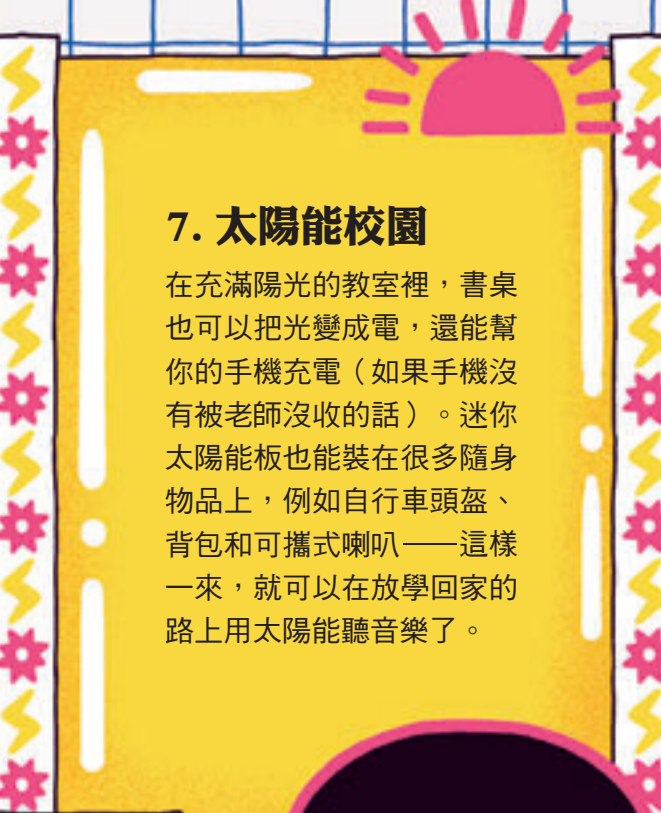 7. 太陽能校園
在充滿陽光的教室裡，書桌
也可以把光變成電，還能幫
你的手機充電（如果手機沒
有被老師沒收的話）。迷你
太陽能板也能裝在很多隨身
物品上，例如自行車頭盔、
背包和可攜式喇叭——這樣
一來，就可以在放學回家的
路上用太陽能聽音樂了。